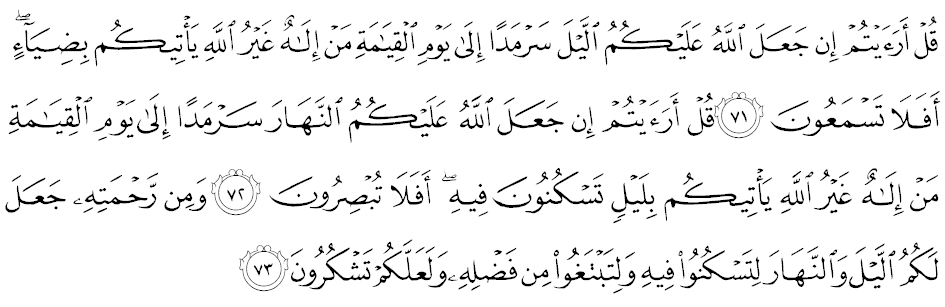 قُلْ أَرَءَيْتُمْ إِن جَعَلَ ٱللَّهُ عَلَيْكُمُ ٱلَّيْلَ سَرْمَدًا إِلَىٰ يَوْمِ ٱلْقِيَٰمَةِ مَنْ إِلَٰهٌ غَيْرُ ٱللَّهِ يَأْتِيكُم بِضِيَآءٍ ۖ
أَفَلَا تَسْمَعُونَ ٧١ قُلْ أَرَءَيْتُمْ إِن جَعَلَ ٱللَّهُ عَلَيْكُمُ ٱلنَّهَارَ سَرْمَدًا إِلَىٰ يَوْمِ ٱلْقِيَٰمَةِ
مَنْ إِلَٰهٌ غَيْرُ ٱللَّهِ يَأْتِيكُم بِلَيْلٍ تَسْكُنُونَ فِيهِ ۖ أَفَلَا تُبْصِرُونَ ٧٢ وَمِن رَّحْمَتِهِۦ جَعَلَ
لَكُمُ ٱلَّيْلَ وَٱلنَّهَارَ لِتَسْكُنُوا۟ فِيهِ وَلِتَبْتَغُوا۟ مِن فَضْلِهِۦ وَلَعَلَّكُمْ تَشْكُرُونَ ٧٣